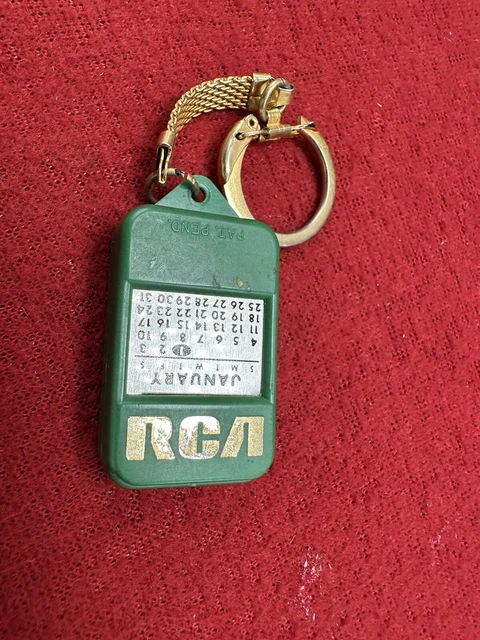 RCA
JANUARY
S M T W T F S
1 2 3
4 5 6 7 8 9 10
11 12 13 14 15 16 17
18 19 20 21 22 23 24
25 26 27 28 29 30 31
PAT. PEND.